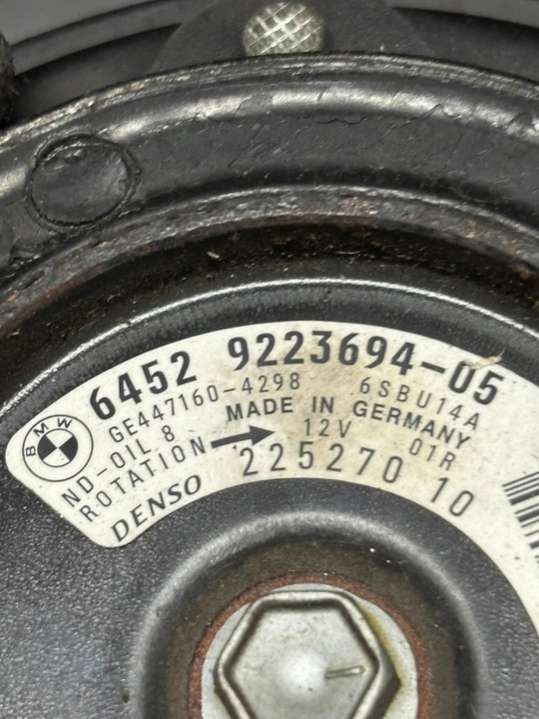 BMW
6452 9223694-05
GE447160-4298 6SBU14A
MADE IN GERMANY
ND-OIL 8 12V 01R
ROTATION
225270 10
DENSO